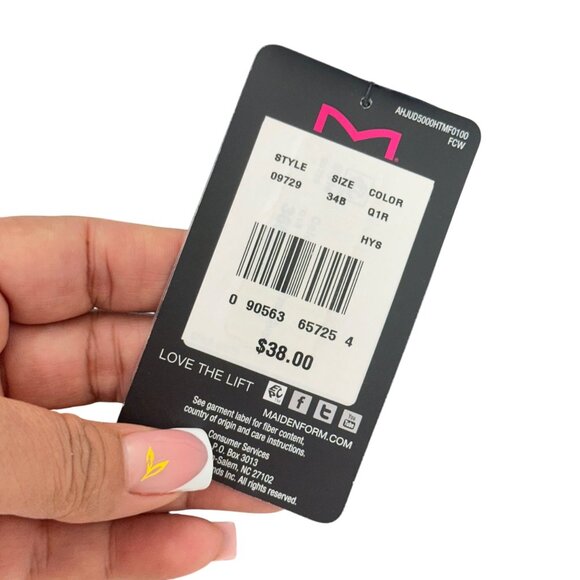 AHJUD5000HTMF0100
FCW
M
STYLE SIZE COLOR
09729 34B Q1R
HYS
0 90563 65725 4
$38.00
LOVE THE LIFT
f t You Tube
MAIDENFORM.COM
See garment label for fiber content,
country of origin and care instructions.
Consumer Services
P.O. Box 3013
-Salem, NC 27102
nds Inc. All rights reserved.